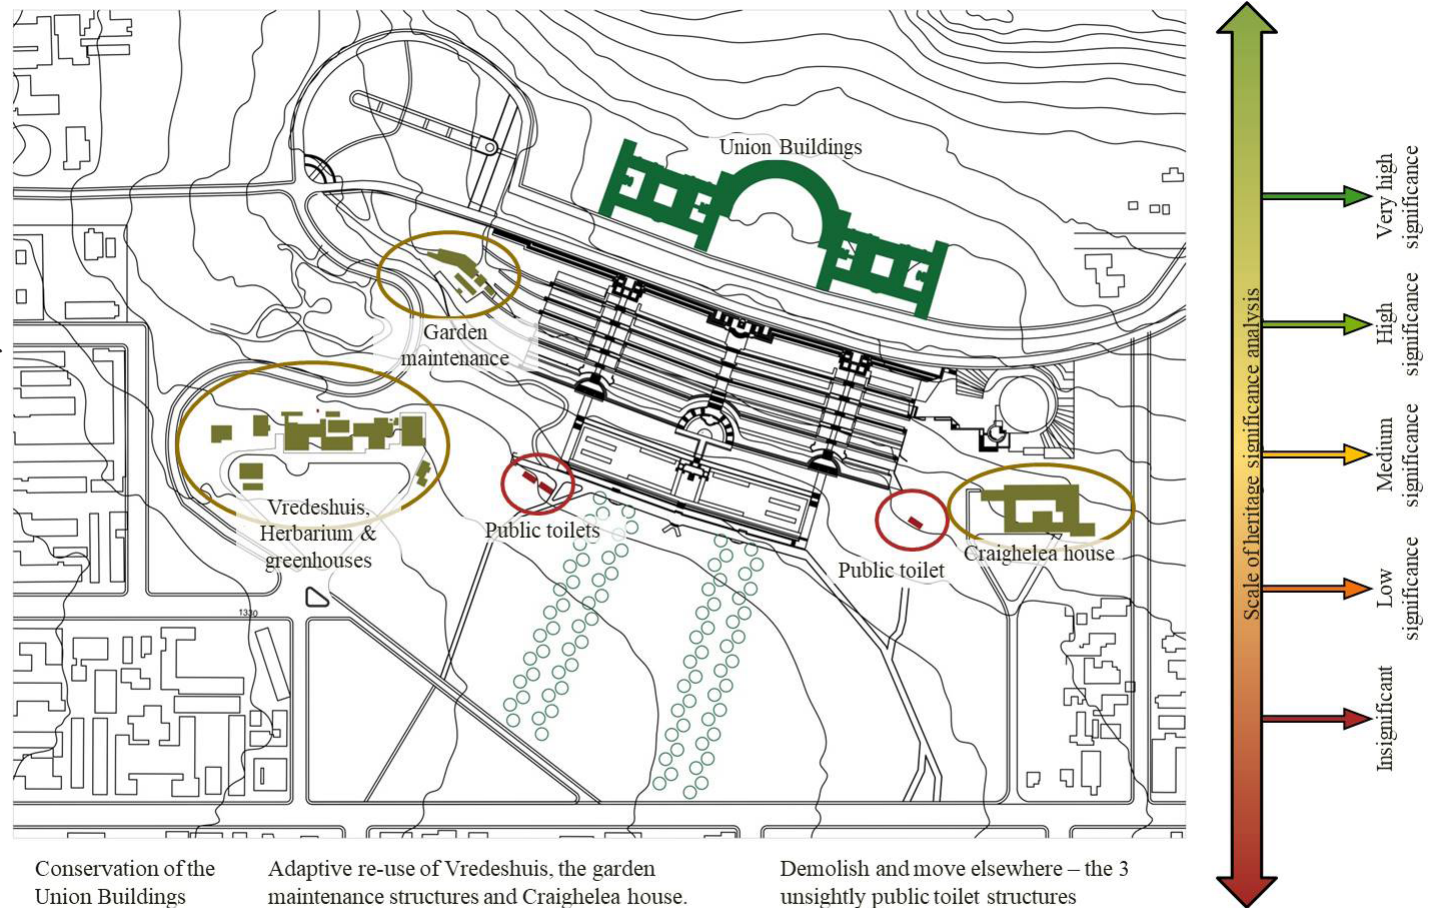 Union Buildings
Garden
maintenance
Vredeshuis,
Herbarium &
greenhouses
Public toilets
Public toilet
Craighelea house
1330
Conservation of the
Union Buildings
Adaptive re-use of Vredeshuis, the garden
maintenance structures and Craighelea house.
Demolish and move elsewhere – the 3
unsightly public toilet structures
Scale of heritage significance analysis
Very high
significance
High
significance
Medium
significance
Low
significance
Insignificant